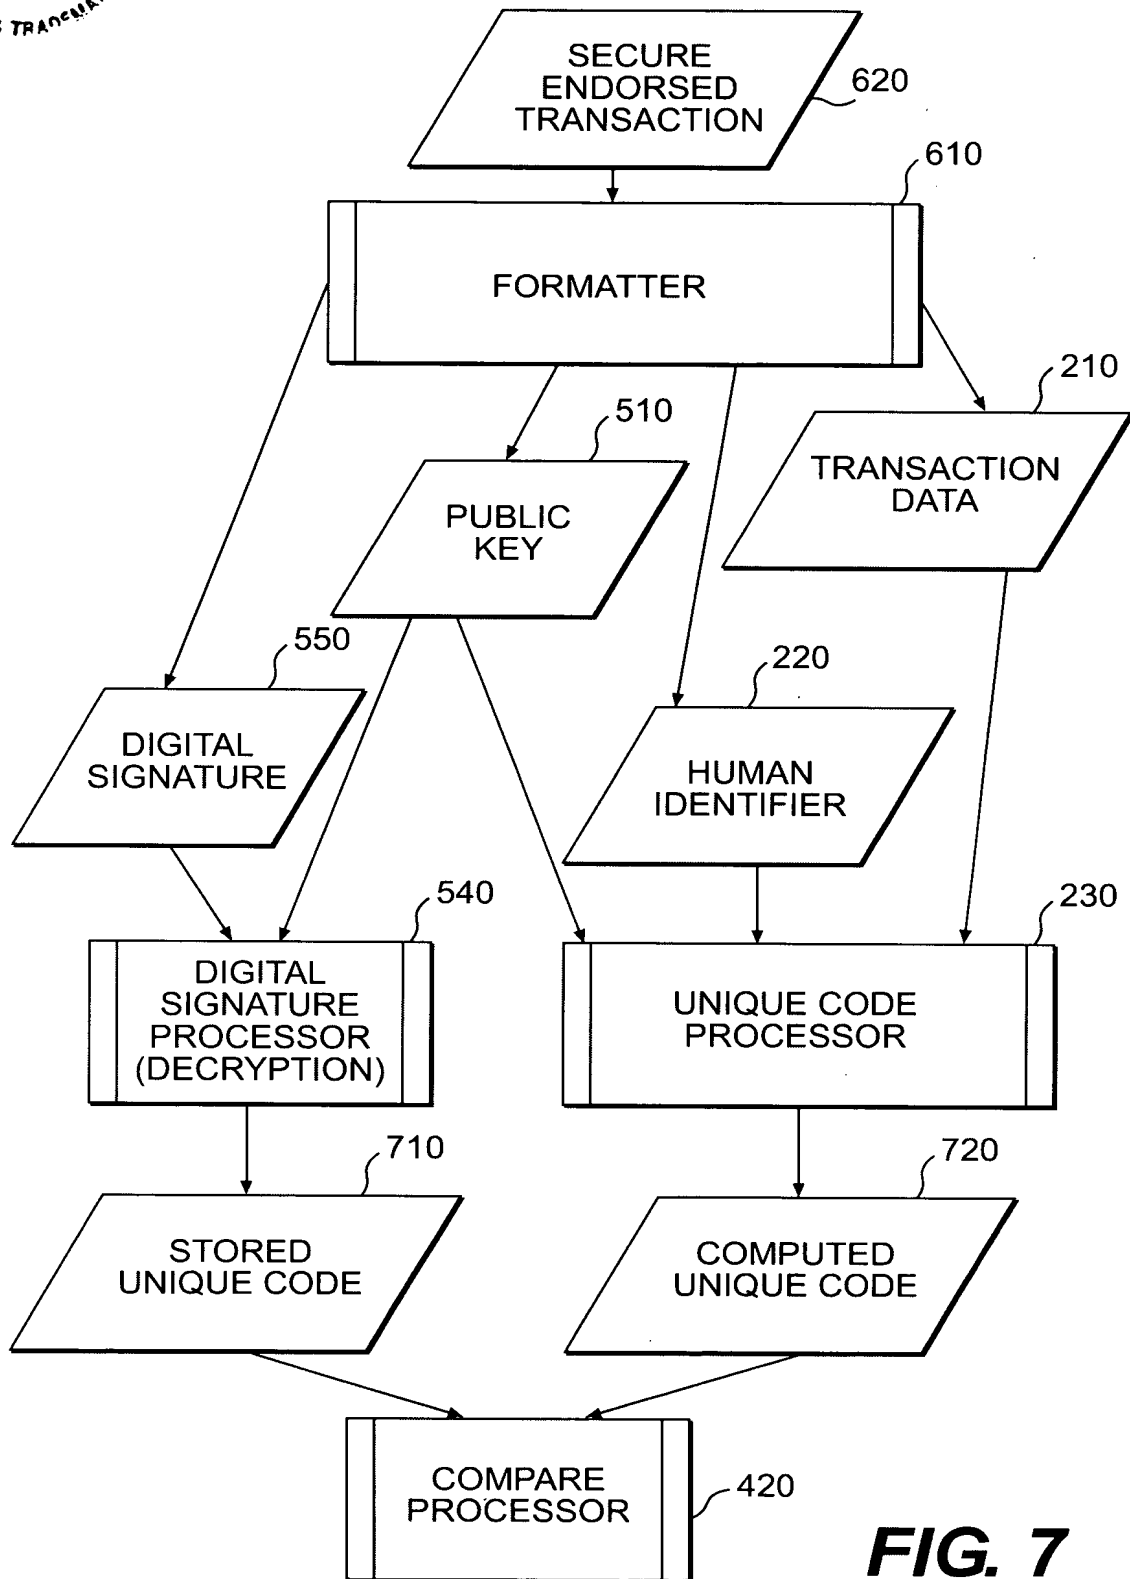 TRADEMA
SECURE
ENDORSED
TRANSACTION
620
610
FORMATTER
210
TRANSACTION
DATA
510
PUBLIC
KEY
550
DIGITAL
SIGNATURE
220
HUMAN
IDENTIFIER
540
DIGITAL
SIGNATURE
PROCESSOR
(DECRYPTION)
230
UNIQUE CODE
PROCESSOR
710
STORED
UNIQUE CODE
720
COMPUTED
UNIQUE CODE
COMPARE
PROCESSOR
420
FIG. 7